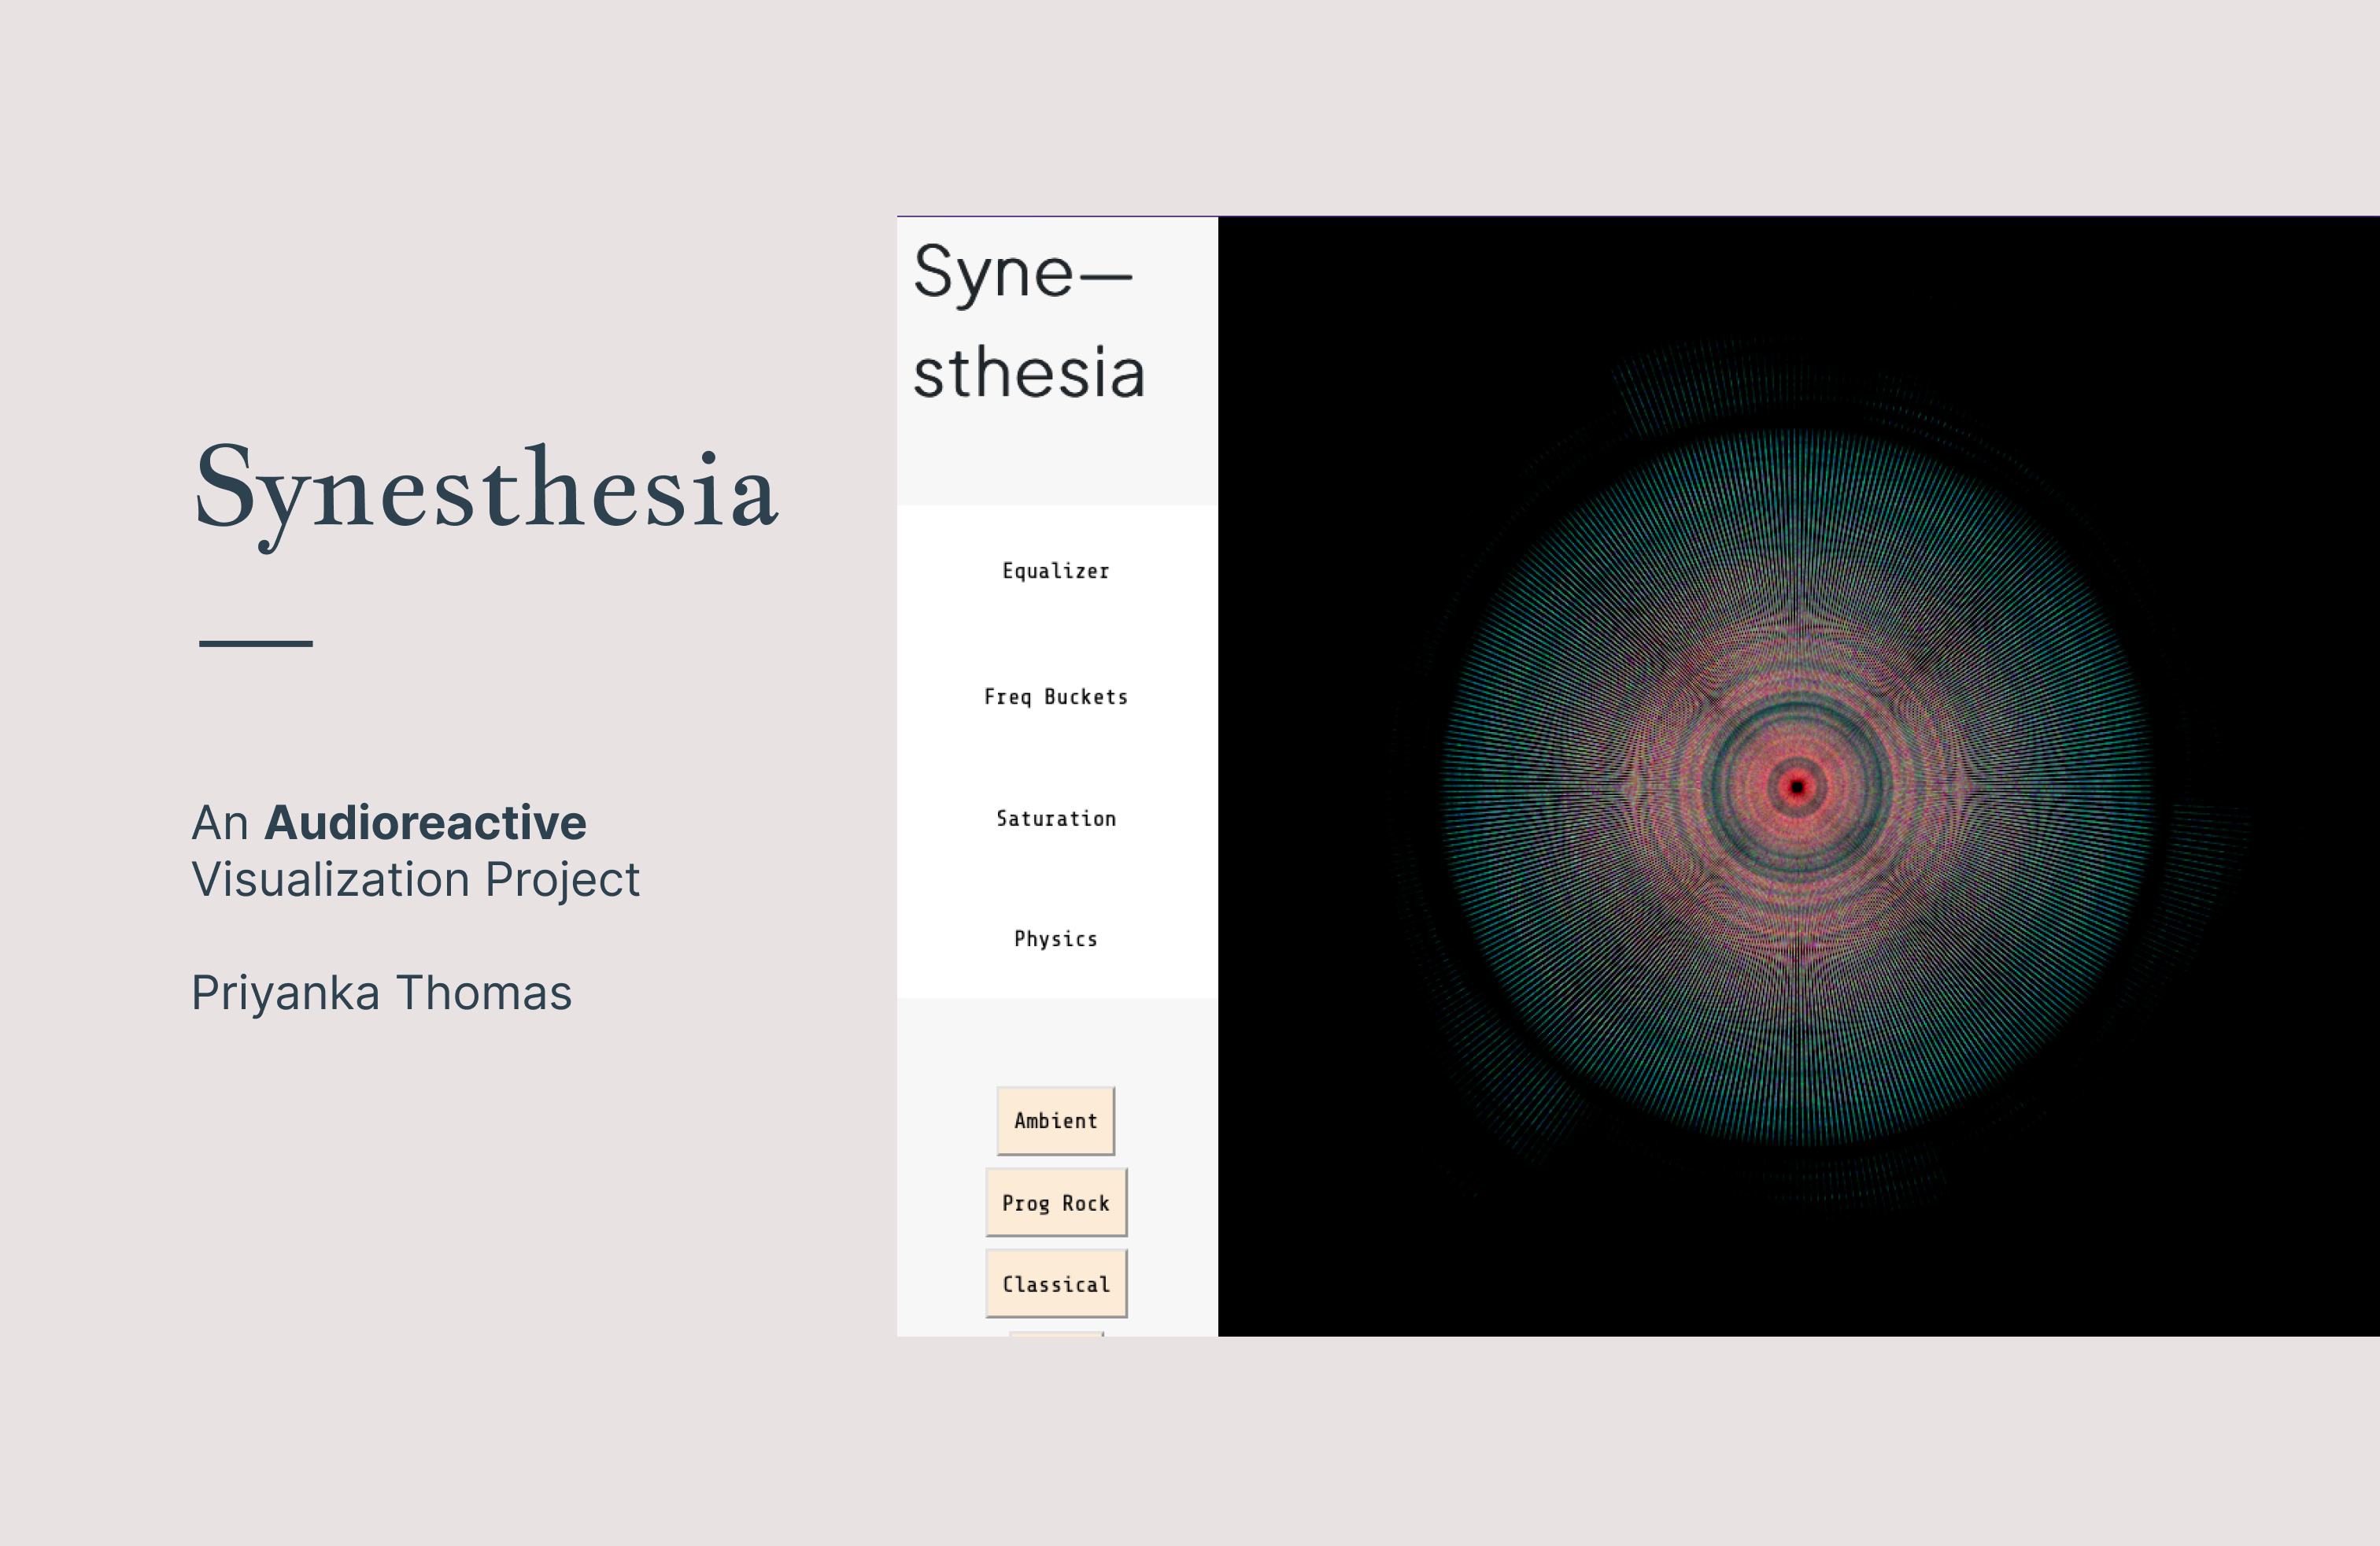 Synesthesia
An Audioreactive
Visualization Project
Priyanka Thomas
Syne—
sthesia
Equalizer
Freq Buckets
Saturation
Physics
Ambient
Prog Rock
Classical